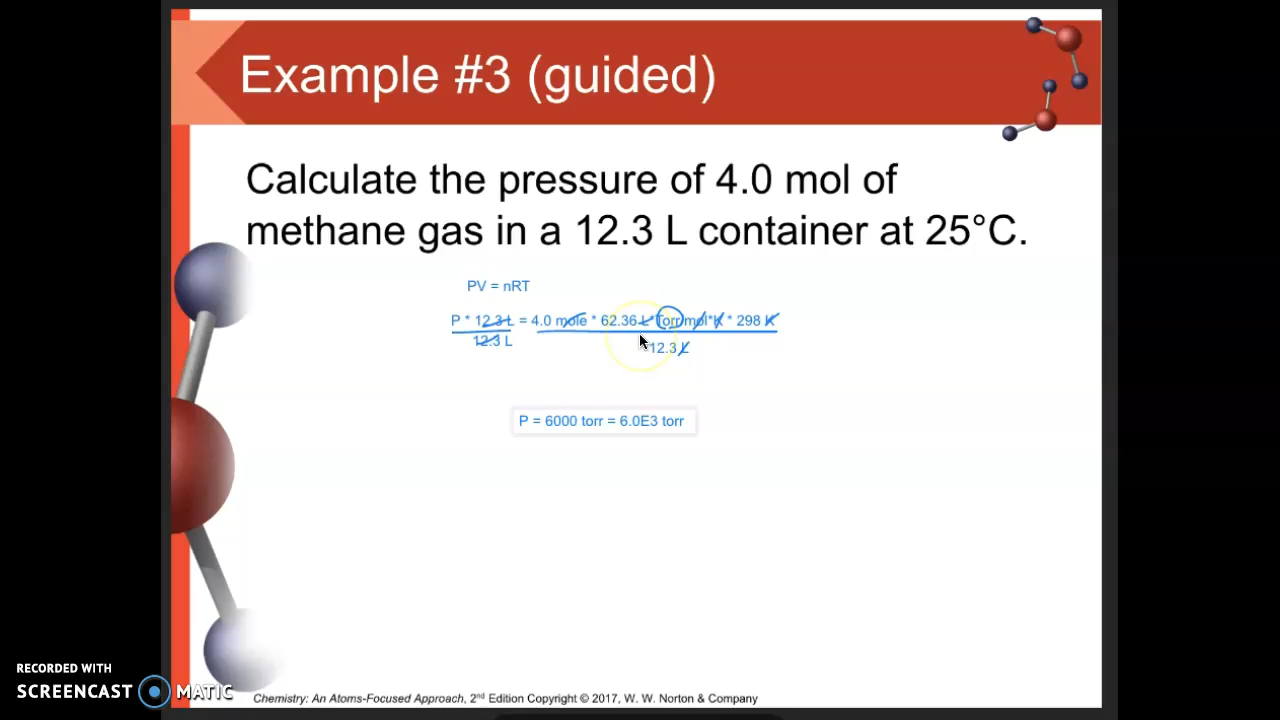 Example #3 (guided)
Calculate the pressure of 4.0 mol of
methane gas in a 12.3 L container at 25°C.
PV = nRT
P * 12.3 L = 4.0 mole * 62.36 L* Torr mol*K * 298 K
12.3 L
12.3 L
P = 6000 torr = 6.0E3 torr
RECORDED WITH
SCREENCAST MATIC
Chemistry: An Atoms-Focused Approach, 2nd Edition Copyright © 2017, W. W. Norton & Company